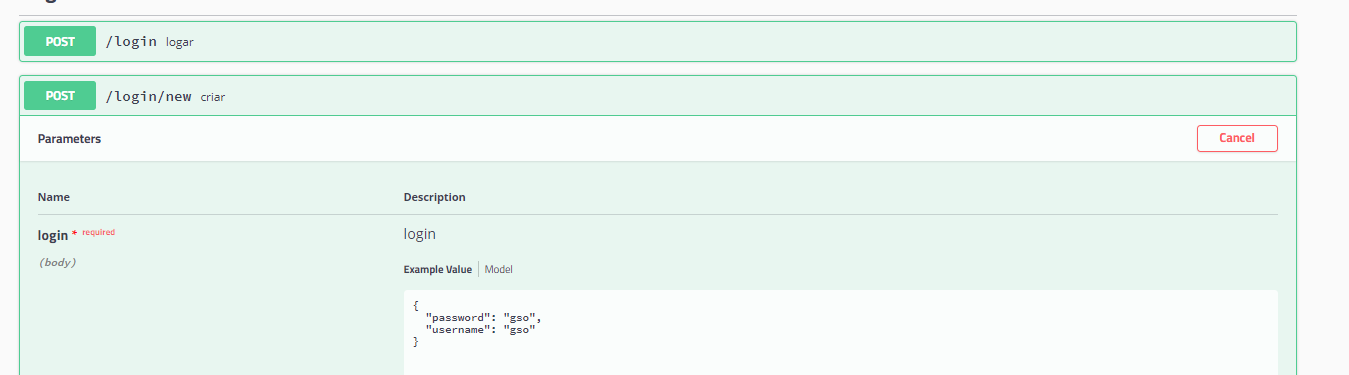 POST /login logar
POST /login/new criar
Parameters Cancel
Name Description
login * required login
(body)
Example Value Model
{
"password": "gso",
"username": "gso"
}